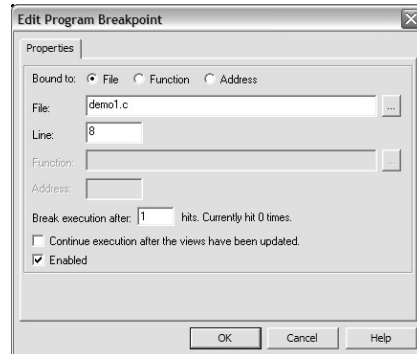 Edit Program Breakpoint
Properties
Bound to: File Function Address
File: demo1.c ...
Line: 8
Function: ...
Address:
Break execution after: 1 hits. Currently hit 0 times.
Continue execution after the views have been updated.
Enabled
OK Cancel Help